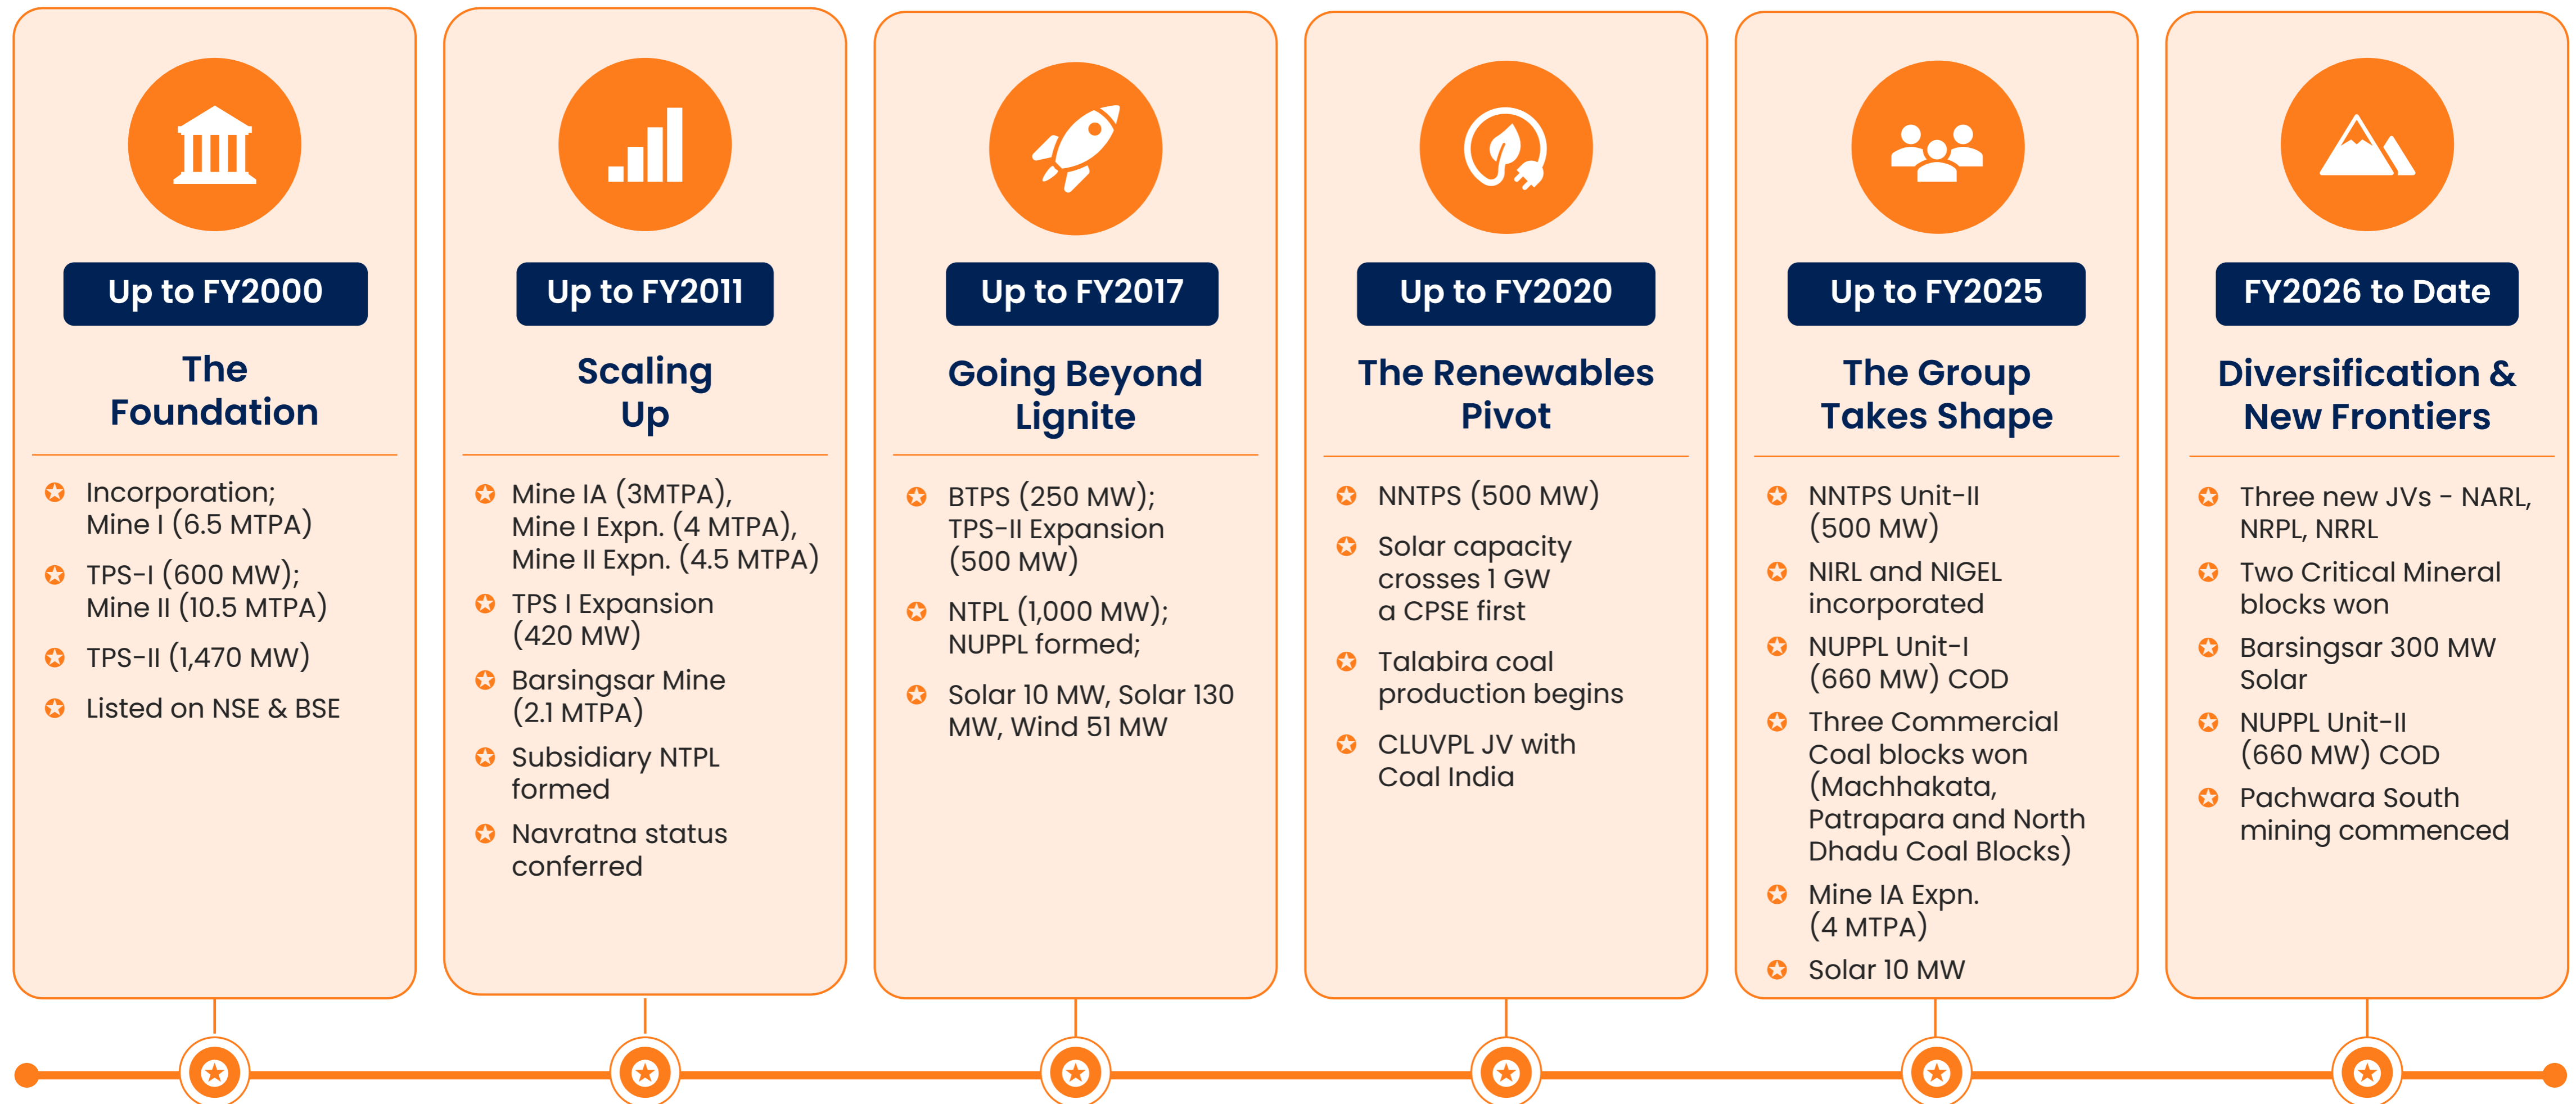 Up to FY2000
The
Foundation
Incorporation;
Mine I (6.5 MTPA)
TPS-I (600 MW);
Mine II (10.5 MTPA)
TPS-II (1,470 MW)
Listed on NSE & BSE
Up to FY2011
Scaling
Up
Mine IA (3MTPA),
Mine I Expn. (4 MTPA),
Mine II Expn. (4.5 MTPA)
TPS I Expansion
(420 MW)
Barsingsar Mine
(2.1 MTPA)
Subsidiary NTPL
formed
Navratna status
conferred
Up to FY2017
Going Beyond
Lignite
BTPS (250 MW);
TPS-II Expansion
(500 MW)
NTPL (1,000 MW);
NUPPL formed;
Solar 10 MW, Solar 130
MW, Wind 51 MW
Up to FY2020
The Renewables
Pivot
NNTPS (500 MW)
Solar capacity
crosses 1 GW
a CPSE first
Talabira coal
production begins
CLUVPL JV with
Coal India
Up to FY2025
The Group
Takes Shape
NNTPS Unit-II
(500 MW)
NIRL and NIGEL
incorporated
NUPPL Unit-I
(660 MW) COD
Three Commercial
Coal blocks won
(Machhakata,
Patrapara and North
Dhadu Coal Blocks)
Mine IA Expn.
(4 MTPA)
Solar 10 MW
FY2026 to Date
Diversification &
New Frontiers
Three new JVs - NARL,
NRPL, NRRL
Two Critical Mineral
blocks won
Barsingsar 300 MW
Solar
NUPPL Unit-II
(660 MW) COD
Pachwara South
mining commenced